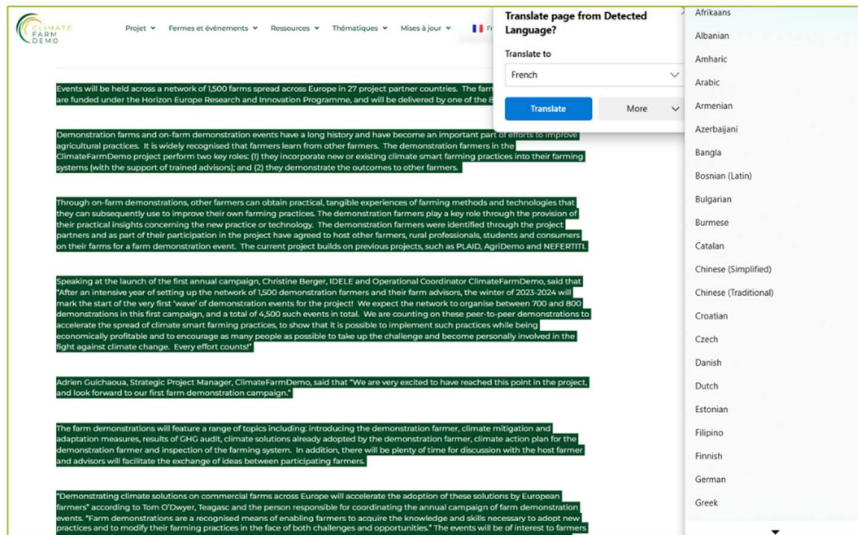 CLIMATE
FARM
DEMO
Projet
Fermes et événements
Ressources
Thématiques
Mises à jour
Events will be held across a network of 1,500 farms spread across Europe in 27 project partner countries. The
are funded under the Horizon Europe Research and Innovation Programme, and will be delivered by one of the
Demonstration farms and on-farm demonstration events have a long history and have become an important part of efforts to improve
agricultural practices. It is widely recognised that farmers learn from other farmers. The demonstration farmers in the
ClimateFarmDemo project perform two key roles: (1) they incorporate new or existing climate smart farming practices into their farming
systems (with the support of trained advisors); and (2) they demonstrate the outcomes to other farmers.
Through on-farm demonstrations, other farmers can obtain practical, tangible experiences of farming methods and technologies that
they can subsequently use to improve their own farming practices. The demonstration farmers play a key role through the provision of
their practical insights concerning the new practice or technology. The demonstration farmers were identified through the project
partners and as part of their participation in the project have agreed to host other farmers, rural professionals, students and consumers
on their farms for a farm demonstration event. The current project builds on previous projects, such as PLAID, AgriDemo and NEFERTITI.
Speaking at the launch of the first annual campaign, Christine Berger, IDELE and Operational Coordinator ClimateFarmDemo, said that
"After an intensive year of setting up the network of 1,500 demonstration farmers and their farm advisors, the winter of 2023-2024 will
mark the start of the very first 'wave' of demonstration events for the project! We expect the network to organise between 700 and 800
demonstrations in this first campaign, and a total of 4,500 such events in total. We are counting on these peer-to-peer demonstrations to
accelerate the spread of climate smart farming practices, to show that it is possible to implement such practices while being
economically profitable and to encourage as many people as possible to take up the challenge and become personally involved in the
fight against climate change. Every effort counts!"
Adrien Guichaoua, Strategic Project Manager, ClimateFarmDemo, said that "We are very excited to have reached this point in the project,
and look forward to our first farm demonstration campaign."
The farm demonstrations will feature a range of topics including: introducing the demonstration farmer, climate mitigation and
adaptation measures, results of GHG audit, climate solutions already adopted by the demonstration farmer, climate action plan for the
demonstration farmer and inspection of the farming system. In addition, there will be plenty of time for discussion with the host farmer
and advisors will facilitate the exchange of ideas between participating farmers.
"Demonstrating climate solutions on commercial farms across Europe will accelerate the adoption of these solutions by European
farmers" according to Tom O'Dwyer, Teagasc and the person responsible for coordinating the annual campaign of farm demonstration
events. "Farm demonstrations are a recognised means of enabling farmers to acquire the knowledge and skills necessary to adopt new
practices and to modify their farming practices in the face of both challenges and opportunities." The events will be of interest to farmers
Translate page from Detected
Language?
Translate to
French
Translate
More
Afrikaans
Albanian
Amharic
Arabic
Armenian
Azerbaijani
Bangla
Bosnian (Latin)
Bulgarian
Burmese
Catalan
Chinese (Simplified)
Chinese (Traditional)
Croatian
Czech
Danish
Dutch
Estonian
Filipino
Finnish
German
Greek